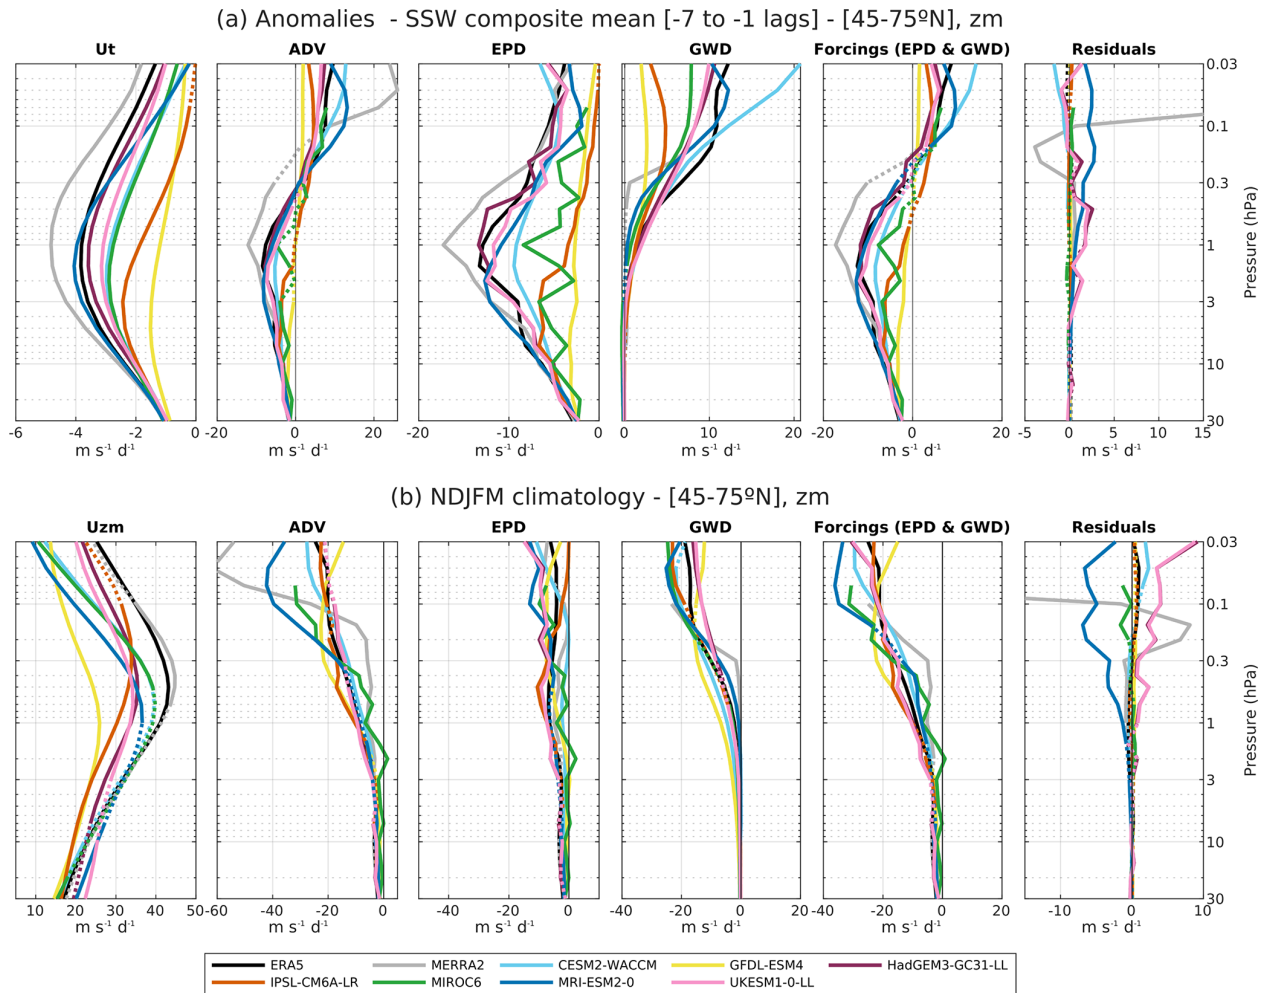 (a) Anomalies - SSW composite mean [-7 to -1 lags] - [45-75ºN], zm
Ut ADV EPD GWD Forcings (EPD & GWD) Residuals
0.03
0.1
0.3
1
3
10
30
Pressure (hPa)
-6 -4 -2 0 -20 0 20 -20 -10 0 0 10 20 -20 0 20 -5 0 5 10 15
m s⁻¹ d⁻¹ m s⁻¹ d⁻¹ m s⁻¹ d⁻¹ m s⁻¹ d⁻¹ m s⁻¹ d⁻¹ m s⁻¹ d⁻¹
(b) NDJFM climatology - [45-75ºN], zm
Uzm ADV EPD GWD Forcings (EPD & GWD) Residuals
0.03
0.1
0.3
1
3
10
30
Pressure (hPa)
10 20 30 40 50 -60 -40 -20 0 -40 -20 0 -40 -20 0 20 -40 -20 0 20 -10 0 10
m s⁻¹ d⁻¹ m s⁻¹ d⁻¹ m s⁻¹ d⁻¹ m s⁻¹ d⁻¹ m s⁻¹ d⁻¹ m s⁻¹ d⁻¹
ERA5 MERRA2 CESM2-WACCM GFDL-ESM4 HadGEM3-GC31-LL
IPSL-CM6A-LR MIROC6 MRI-ESM2-0 UKESM1-0-LL